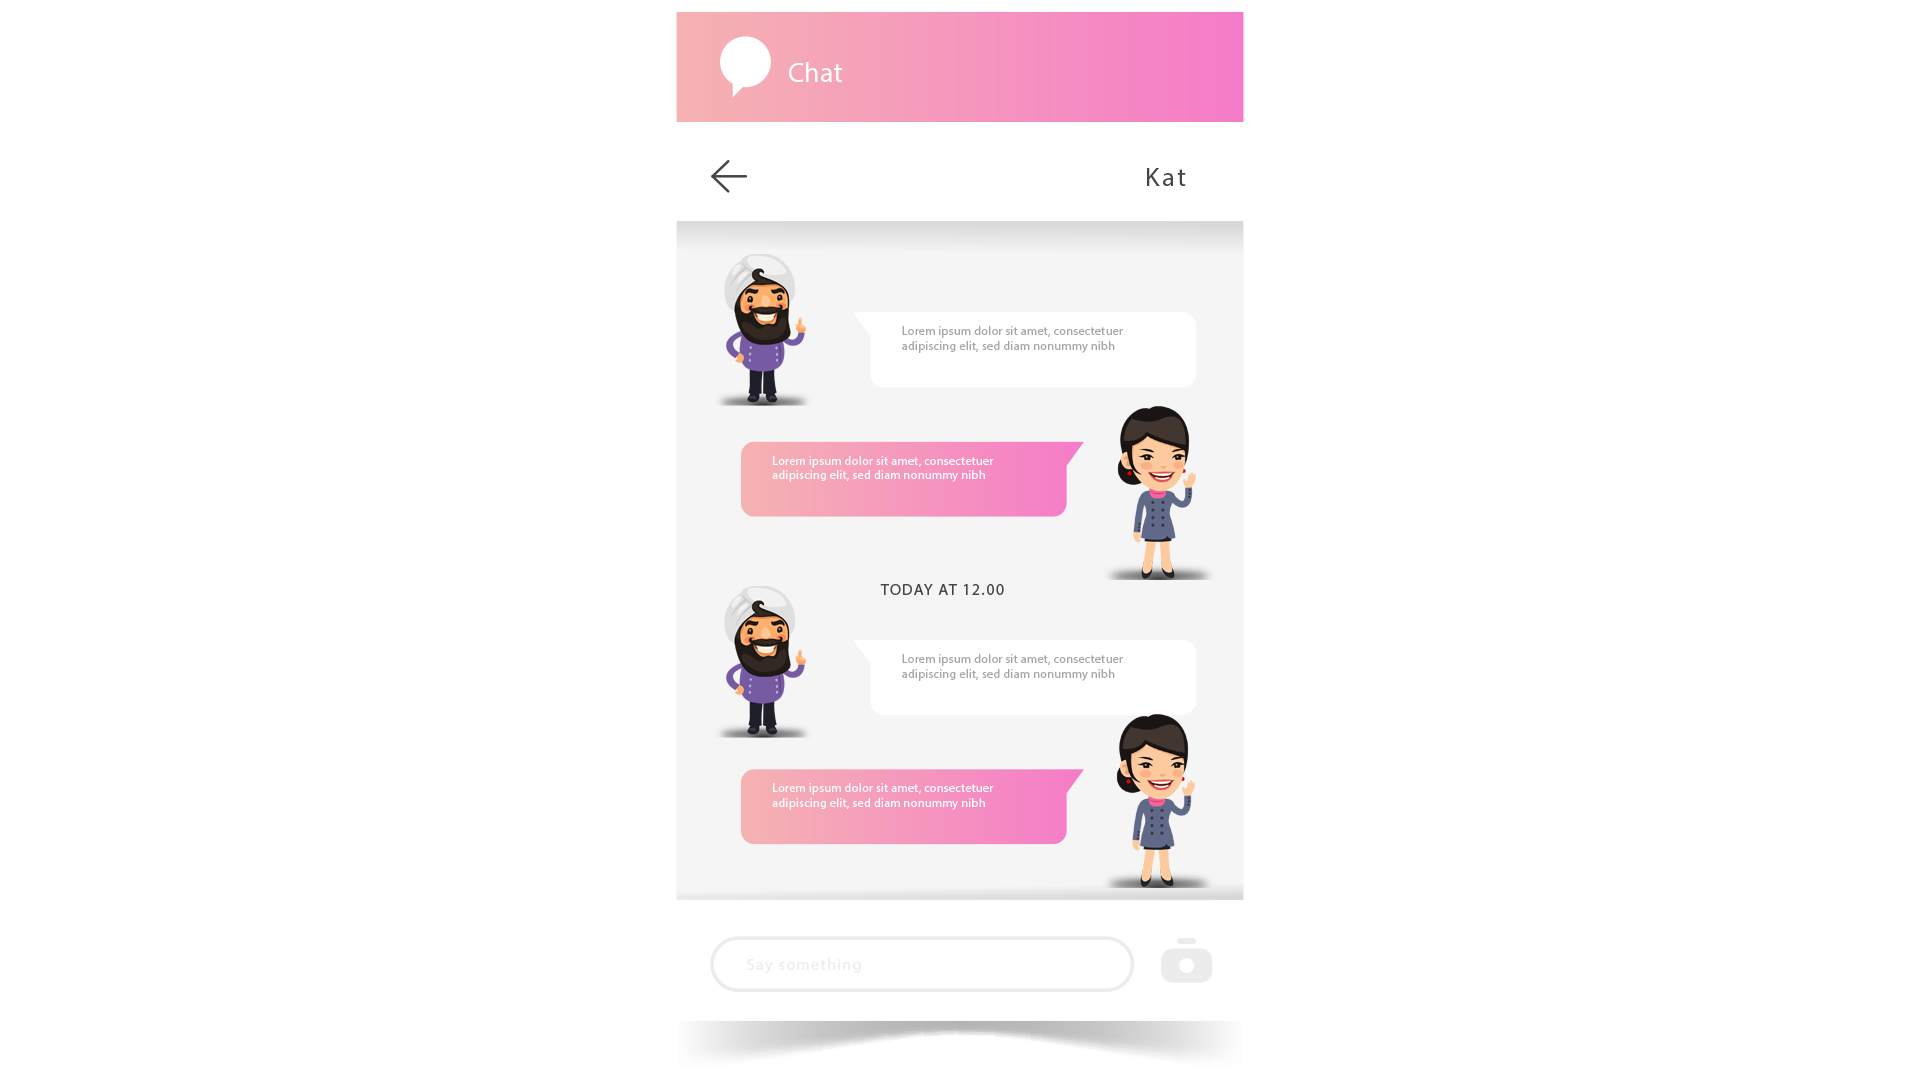 Chat
Kat
Lorem ipsum dolor sit amet, consectetuer
adipiscing elit, sed diam nonummy nibh
Lorem ipsum dolor sit amet, consectetuer
adipiscing elit, sed diam nonummy nibh
TODAY AT 12.00
Lorem ipsum dolor sit amet, consectetuer
adipiscing elit, sed diam nonummy nibh
Lorem ipsum dolor sit amet, consectetuer
adipiscing elit, sed diam nonummy nibh
Say something